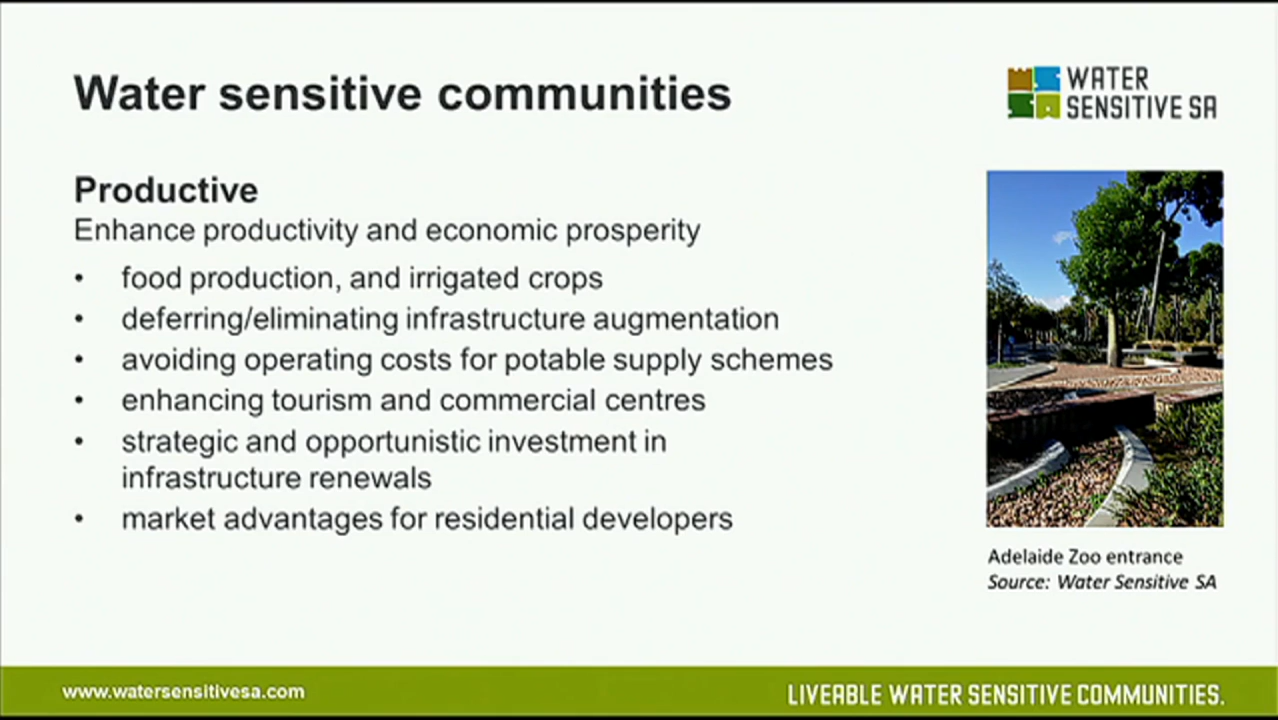 Water sensitive communities
WATER
SENSITIVE SA
Productive
Enhance productivity and economic prosperity
• food production, and irrigated crops
• deferring/eliminating infrastructure augmentation
• avoiding operating costs for potable supply schemes
• enhancing tourism and commercial centres
• strategic and opportunistic investment in
infrastructure renewals
• market advantages for residential developers
Adelaide Zoo entrance
Source: Water Sensitive SA
www.watersensitivesa.com
LIVEABLE WATER SENSITIVE COMMUNITIES.